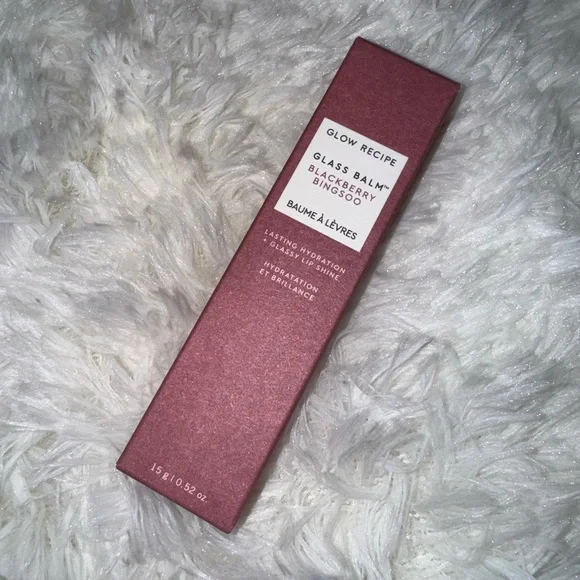 GLOW RECIPE
GLASS BALM™
BLACKBERRY
BINGSOO
BAUME À LÈVRES
LASTING HYDRATION
+ GLASSY LIP SHINE
HYDRATATION
ET BRILLANCE
15 g | 0.52 oz.